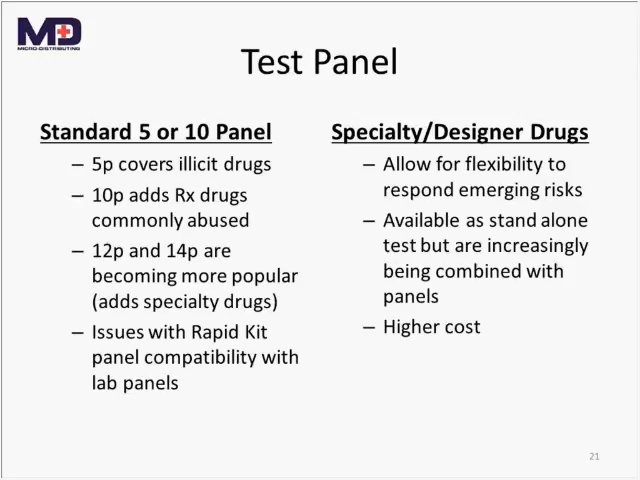 MD
MICRO-DISTRIBUTING
Test Panel
Standard 5 or 10 Panel
– 5p covers illicit drugs
– 10p adds Rx drugs
commonly abused
– 12p and 14p are
becoming more popular
(adds specialty drugs)
– Issues with Rapid Kit
panel compatibility with
lab panels
Specialty/Designer Drugs
– Allow for flexibility to
respond emerging risks
– Available as stand alone
test but are increasingly
being combined with
panels
– Higher cost
21